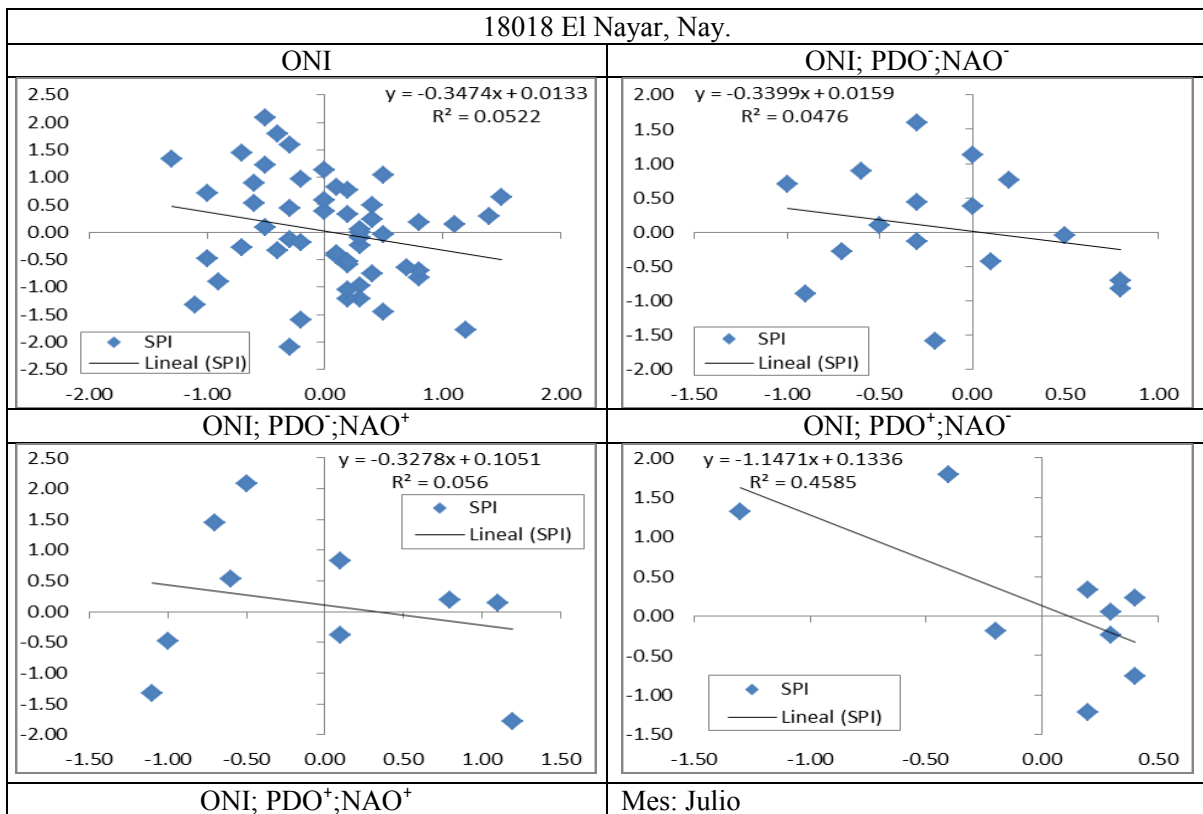 18018 El Nayar, Nay.
ONI
ONI; PDO⁻;NAO⁻
y = -0.3474x + 0.0133
R² = 0.0522
2.50
2.00
1.50
1.00
0.50
0.00
-0.50
-1.00
-1.50
-2.00
-2.50
SPI
Lineal (SPI)
-2.00 -1.00 0.00 1.00 2.00
y = -0.3399x + 0.0159
R² = 0.0476
2.00
1.50
1.00
0.50
0.00
-0.50
-1.00
-1.50
-2.00
SPI
Lineal (SPI)
-1.50 -1.00 -0.50 0.00 0.50 1.00
ONI; PDO⁻;NAO⁺
ONI; PDO⁺;NAO⁻
y = -0.3278x + 0.1051
R² = 0.056
2.50
2.00
1.50
1.00
0.50
0.00
-0.50
-1.00
-1.50
-2.00
SPI
Lineal (SPI)
-1.50 -1.00 -0.50 0.00 0.50 1.00 1.50
y = -1.1471x + 0.1336
R² = 0.4585
2.00
1.50
1.00
0.50
0.00
-0.50
-1.00
-1.50
SPI
Lineal (SPI)
-1.50 -1.00 -0.50 0.00 0.50
ONI; PDO⁺;NAO⁺
Mes: Julio